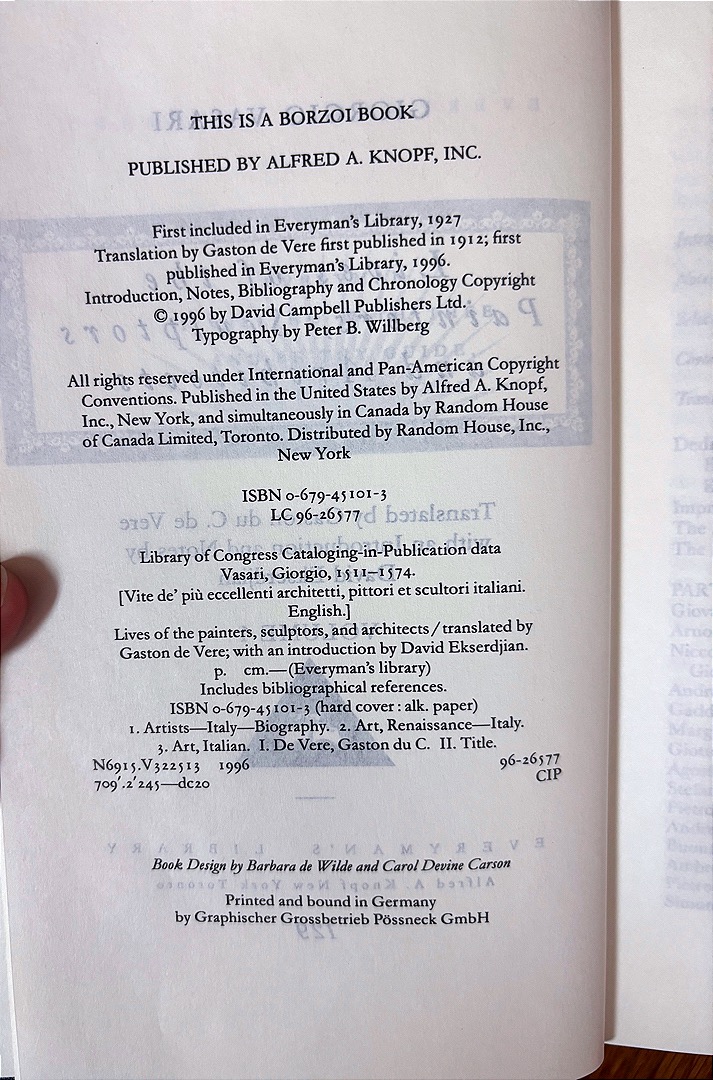 THIS IS A BORZOI BOOK
PUBLISHED BY ALFRED A. KNOPF, INC.
First included in Everyman's Library, 1927
Translation by Gaston de Vere first published in 1912; first
published in Everyman's Library, 1996.
Introduction, Notes, Bibliography and Chronology Copyright
© 1996 by David Campbell Publishers Ltd.
Typography by Peter B. Willberg
All rights reserved under International and Pan-American Copyright
Conventions. Published in the United States by Alfred A. Knopf,
Inc., New York, and simultaneously in Canada by Random House
of Canada Limited, Toronto. Distributed by Random House, Inc.,
New York
ISBN 0-679-45101-3
LC 96-26577
Library of Congress Cataloging-in-Publication data
Vasari, Giorgio, 1511–1574.
[Vite de' più eccellenti architetti, pittori et scultori italiani.
English.]
Lives of the painters, sculptors, and architects/translated by
Gaston de Vere; with an introduction by David Ekserdjian.
p. cm.—(Everyman's library)
Includes bibliographical references.
ISBN 0-679-45101-3 (hard cover : alk. paper)
1. Artists—Italy—Biography. 2. Art, Renaissance—Italy.
3. Art, Italian. I. De Vere, Gaston du C. II. Title.
N6915.V322513 1996 96-26577
709'.2'245—dc20 CIP
Book Design by Barbara de Wilde and Carol Devine Carson
Printed and bound in Germany
by Graphischer Grossbetrieb Pössneck GmbH